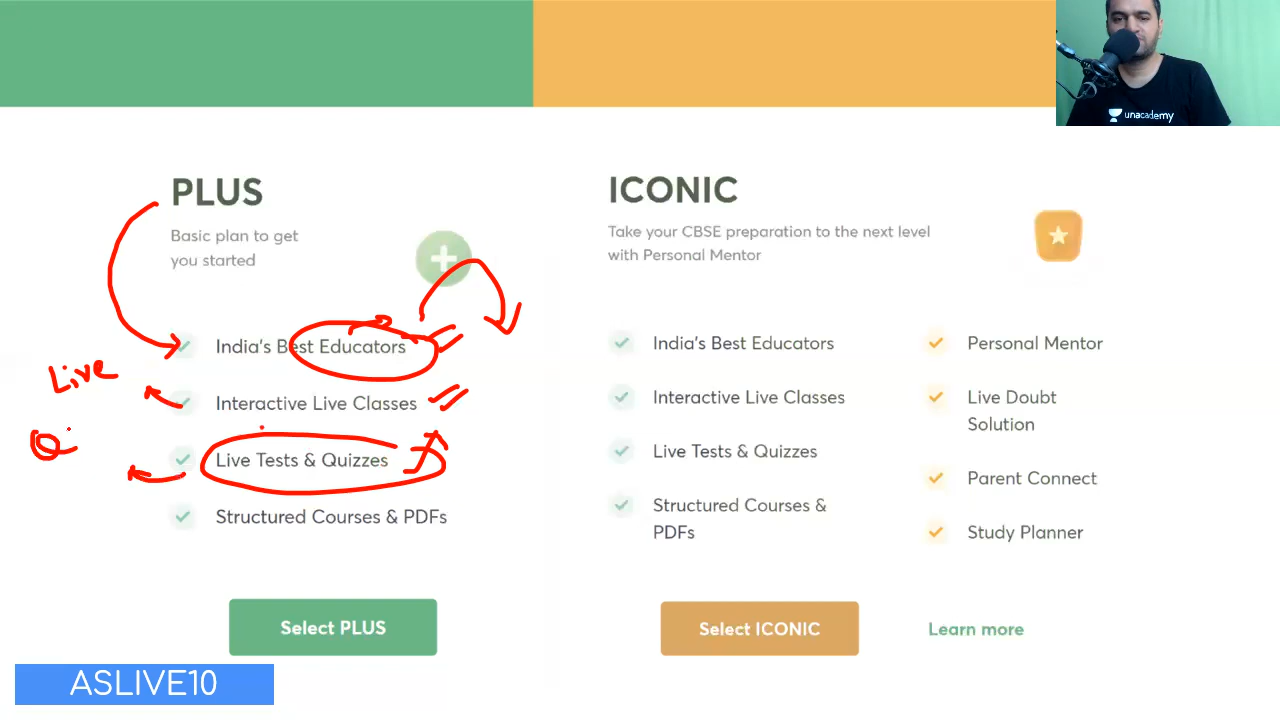 unacademy
PLUS
Basic plan to get
you started
India's Best Educators
Interactive Live Classes
Live Tests & Quizzes
Structured Courses & PDFs
Select PLUS
Live
Qi
ICONIC
Take your CBSE preparation to the next level
with Personal Mentor
India's Best Educators
Interactive Live Classes
Live Tests & Quizzes
Structured Courses &
PDFs
Personal Mentor
Live Doubt
Solution
Parent Connect
Study Planner
Select ICONIC
Learn more
ASLIVE10